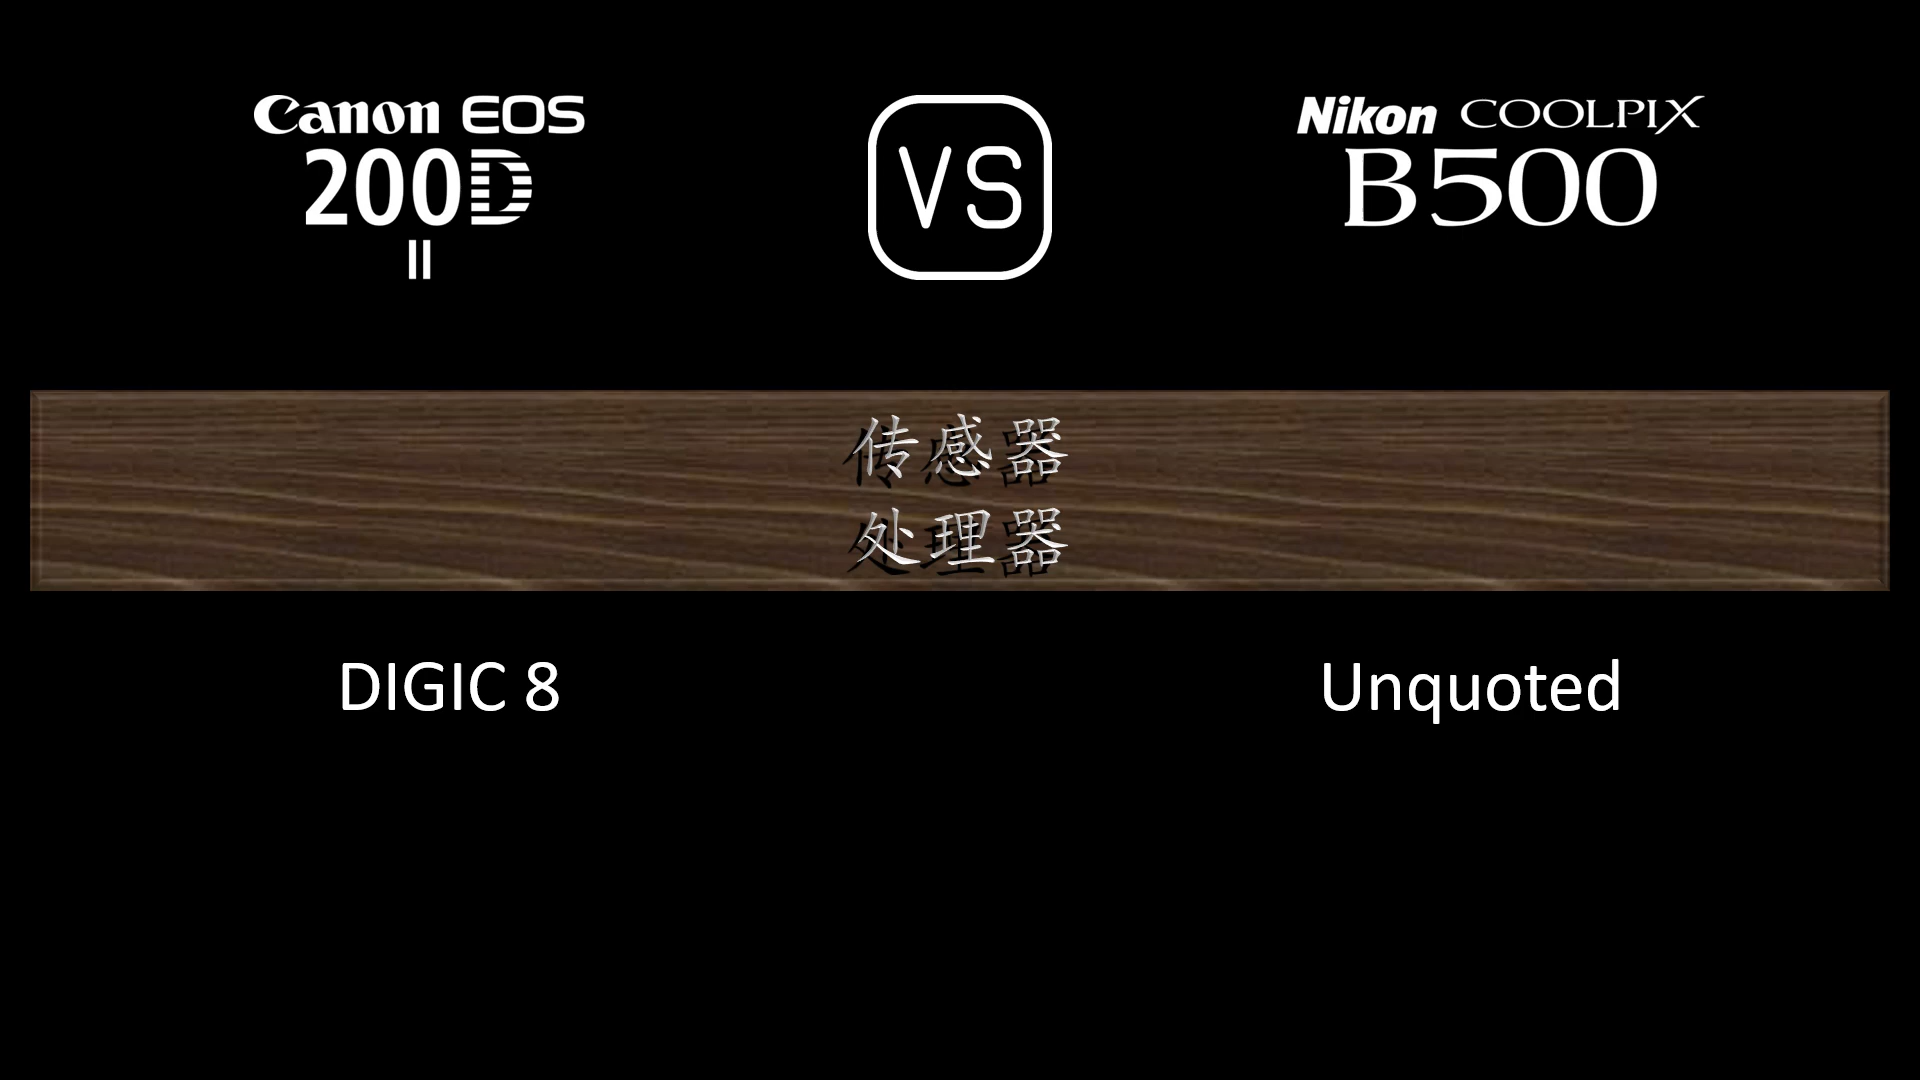 Canon EOS
200D
II
VS
Nikon COOLPIX
B500
传感器
处理器
DIGIC 8
Unquoted